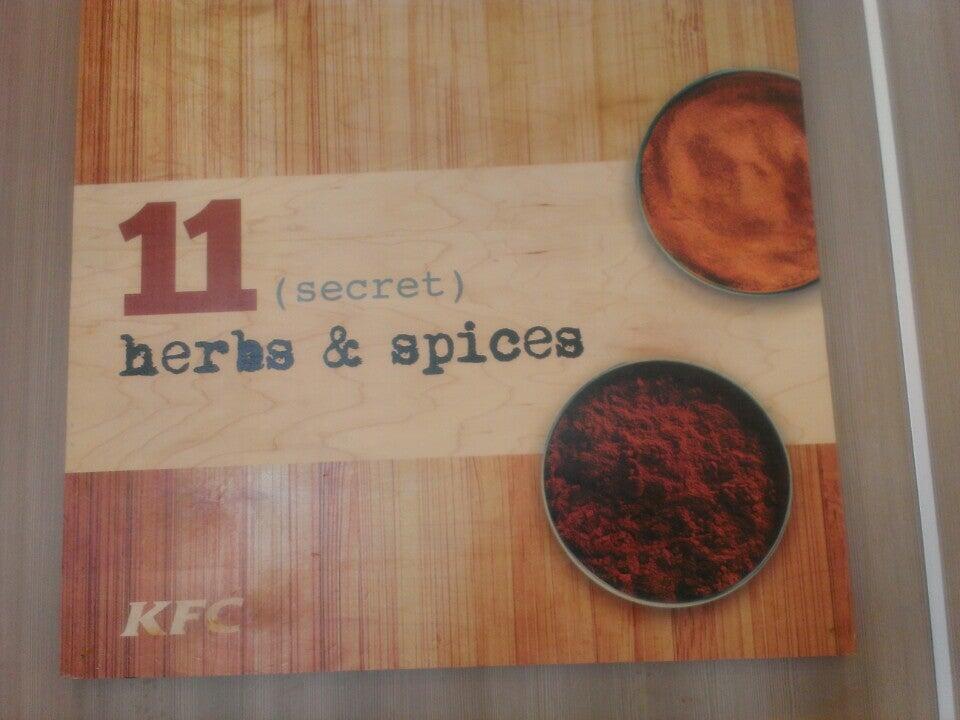 11 (secret)
herbs & spices
KFC